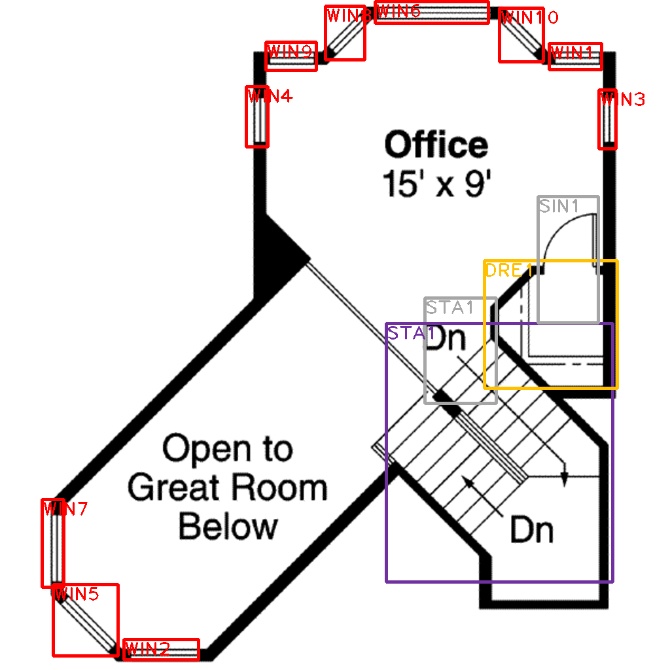 WIN8
WIN6
WIN10
WIN9
WIN1
WIN4
WIN3
Office
15' x 9'
SIN1
DRE1
STA1
STA1
Dn
Open to
Great Room
Below
WIN7
Dn
WIN5
WIN2